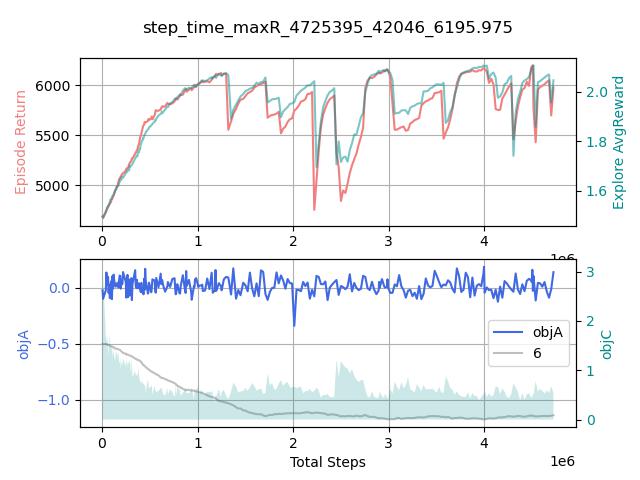 step_time_maxR_4725395_42046_6195.975
6000
5500
5000
Episode Return
2.0
1.8
1.6
Explore AvgReward
0 1 2 3 4
1e6
0.0
−0.5
−1.0
objA
3
2
1
0
objC
objA
6
0 1 2 3 4
Total Steps
1e6